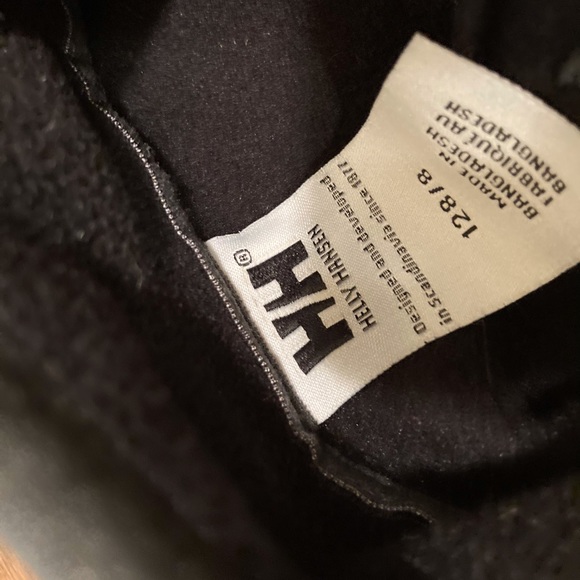 HH®
HELLY HANSEN
Designed and developed
in Scandinavia since 1877
128/8
MADE IN
BANGLADESH
FABRIQUÉ AU
BANGLADESH